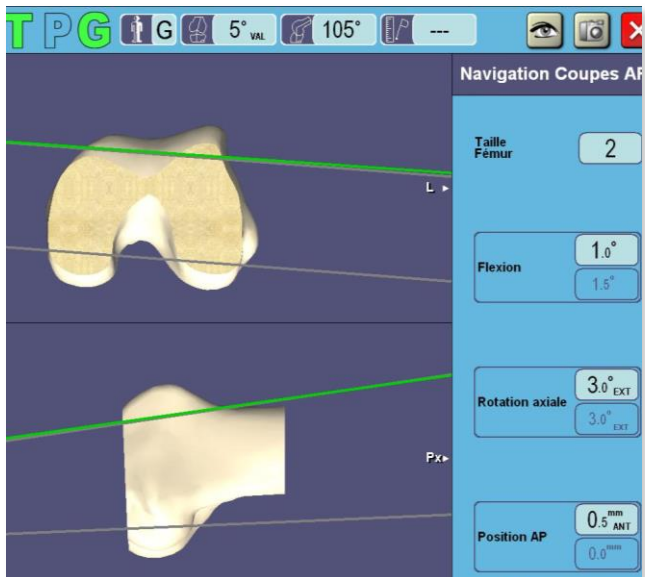 T P G G 5° VAL 105° ---
Navigation Coupes AF
Taille
Fémur
2
L
Flexion
1.0°
1.5°
Rotation axiale
3.0° EXT
3.0° EXT
Px
Position AP
0.5 mm ANT
0.0 mm